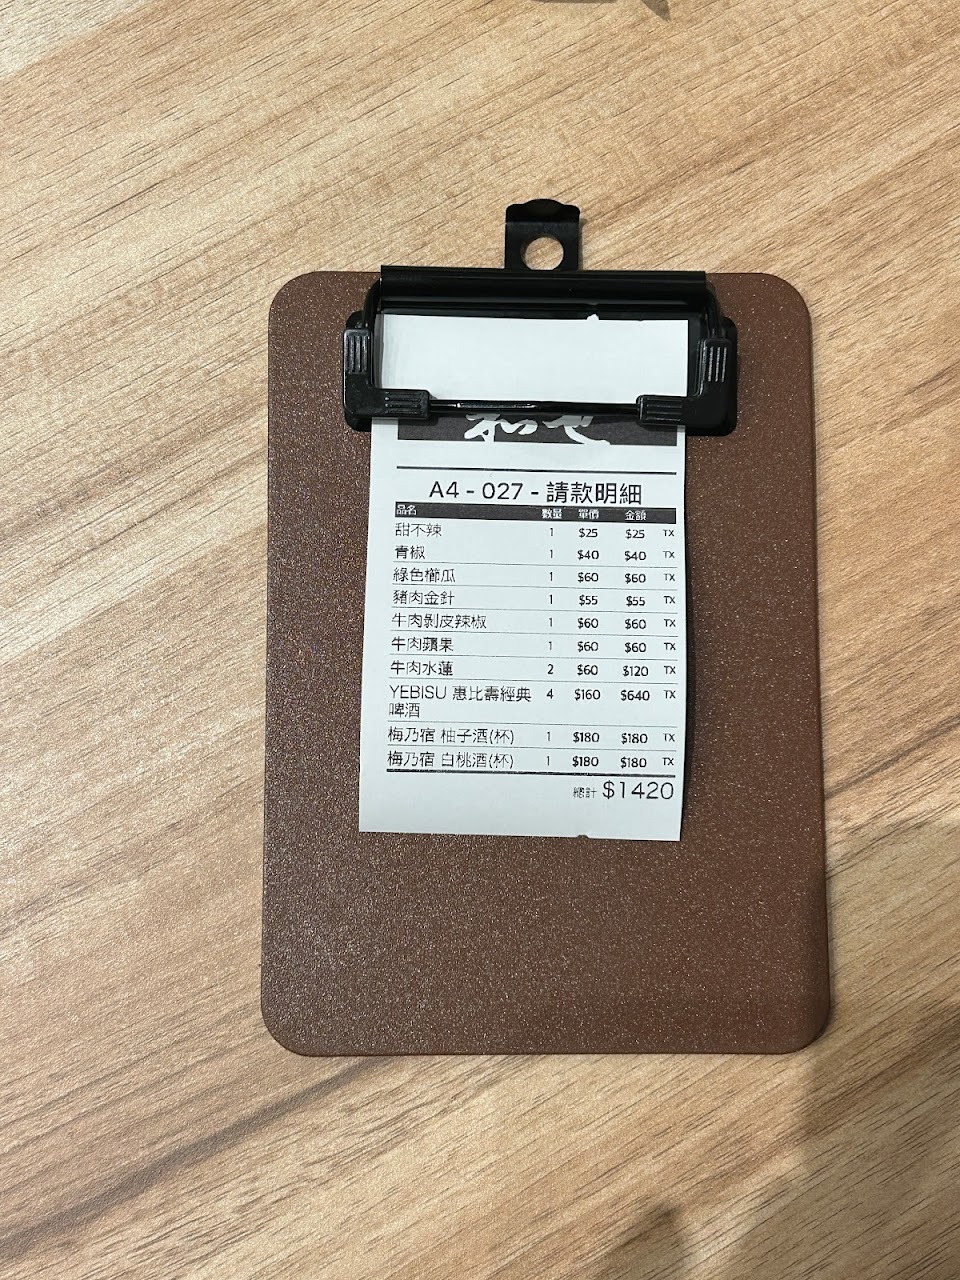 A4 - 027 - 請款明細
品名 數量 單價 金額
甜不辣 1 $25 $25 TX
青椒 1 $40 $40 TX
綠色櫛瓜 1 $60 $60 TX
豬肉金針 1 $55 $55 TX
牛肉剝皮辣椒 1 $60 $60 TX
牛肉蘋果 1 $60 $60 TX
牛肉水蓮 2 $60 $120 TX
YEBISU 惠比壽經典 4 $160 $640 TX
啤酒
梅乃宿 柚子酒(杯) 1 $180 $180 TX
梅乃宿 白桃酒(杯) 1 $180 $180 TX
總計 $1420